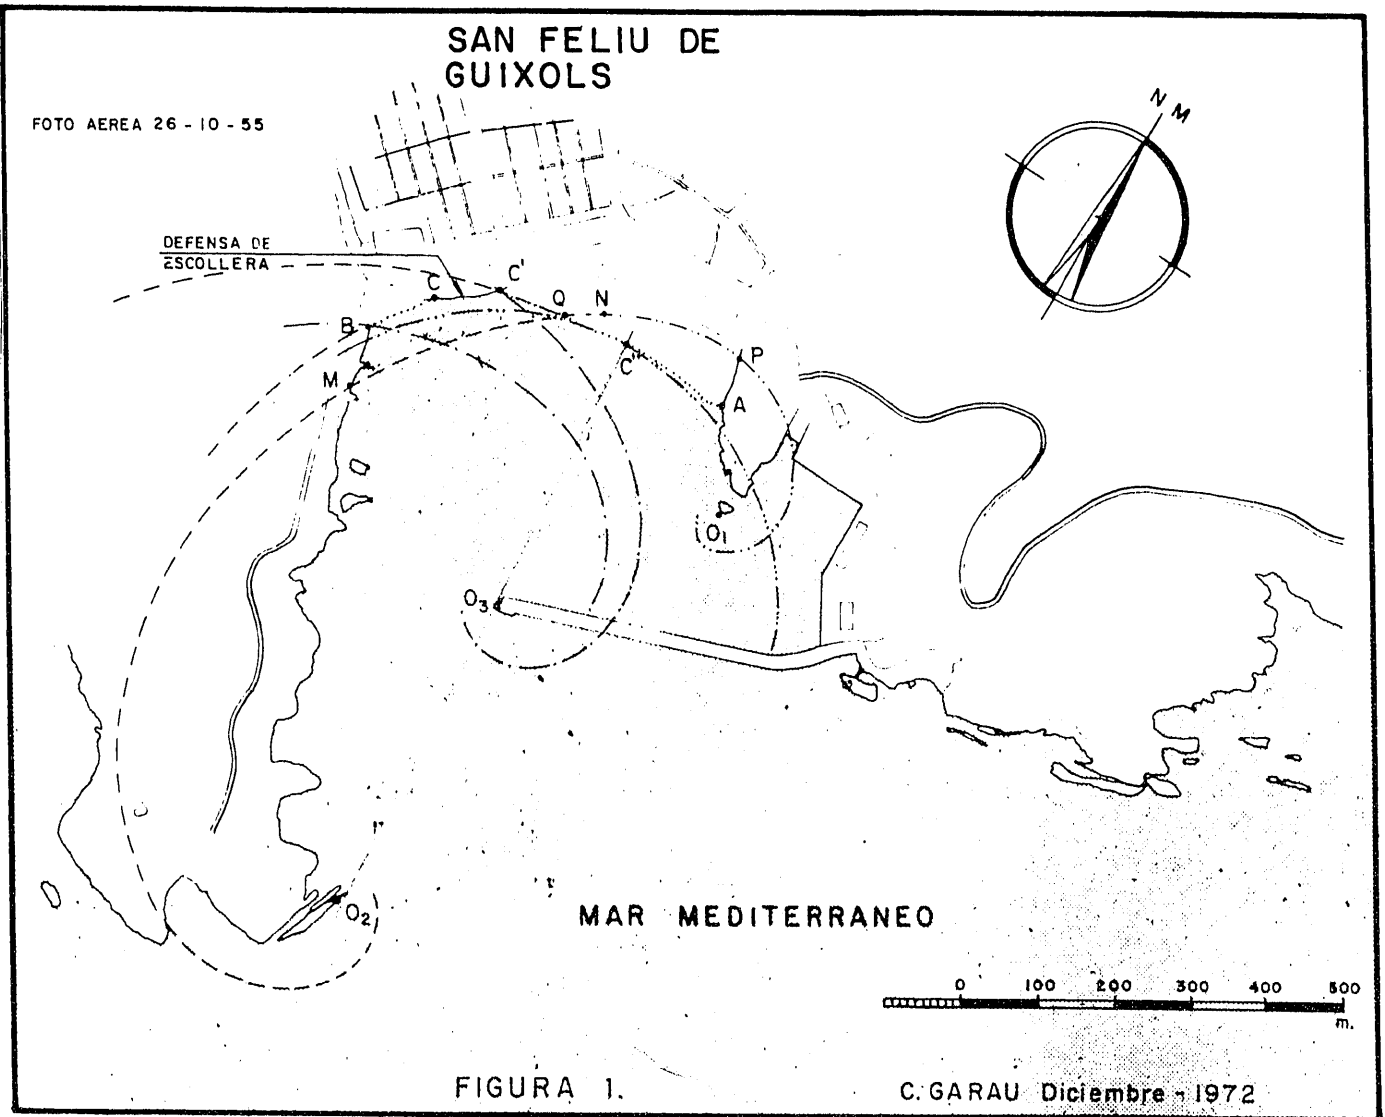 SAN FELIU DE
GUIXOLS
FOTO AEREA 26-10-55
N M
DEFENSA DE
ESCOLLERA
C
C'
B
Q
N
M
C"
P
A
O1
O3
C
O2
MAR MEDITERRANEO
0 100 200 300 400 500
m.
FIGURA 1.
C. GARAU Diciembre - 1972